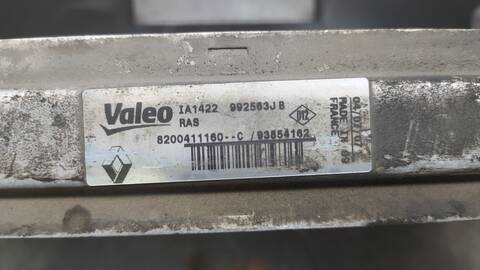 Valeo IA1422 992563J B
RAS
8200411160--C / 93854162
MADE IN
FRANCE